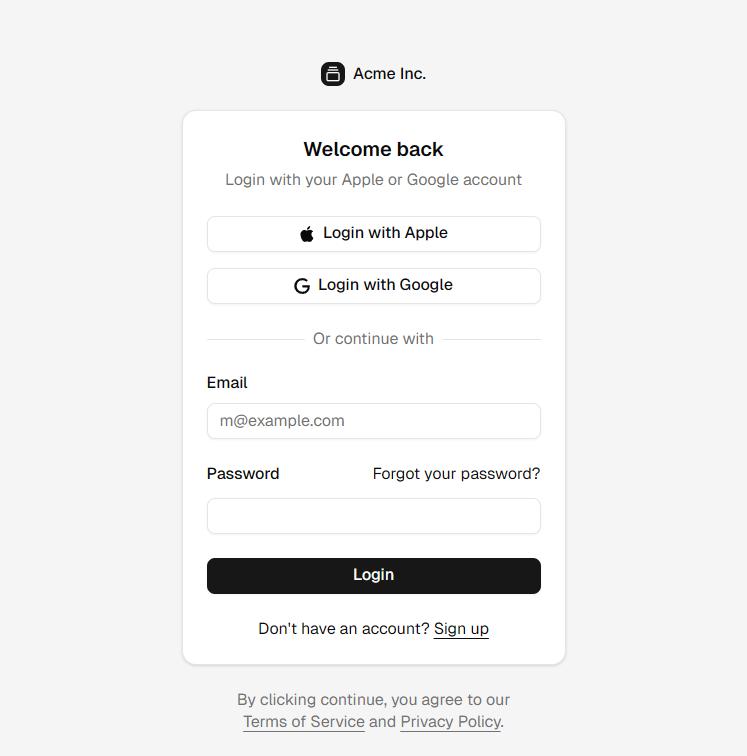 Acme Inc.
Welcome back
Login with your Apple or Google account
Login with Apple
Login with Google
Or continue with
Email
m@example.com
Password Forgot your password?
Login
Don't have an account? Sign up
By clicking continue, you agree to our
Terms of Service and Privacy Policy.